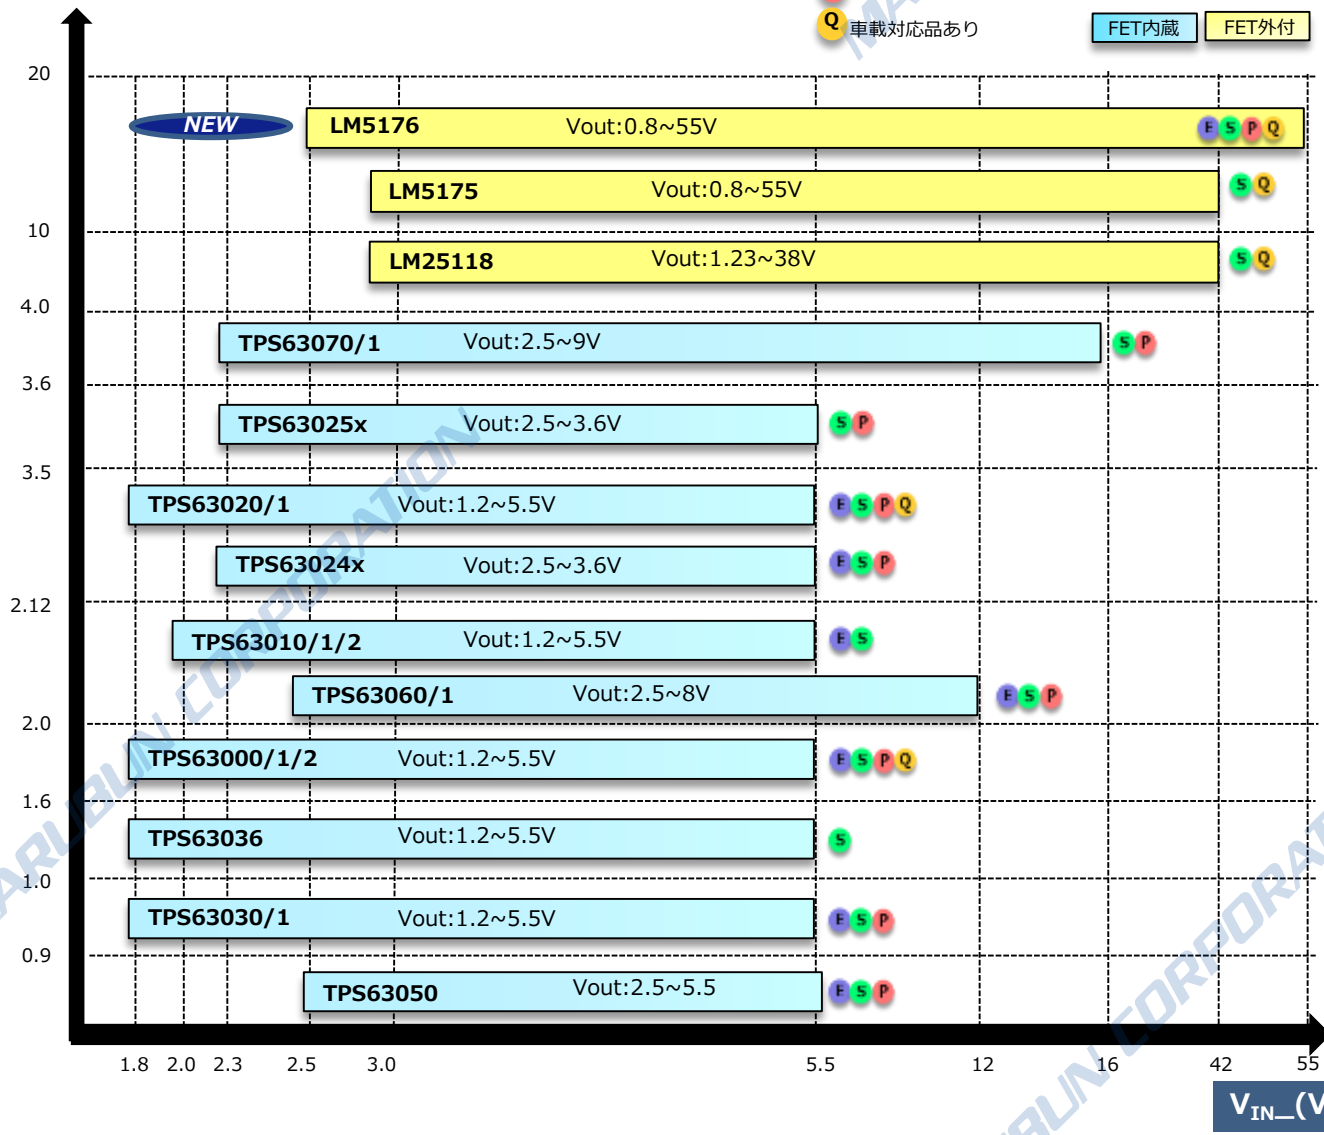 Q 車載対応品あり
FET内蔵
FET外付
20
NEW
LM5176 Vout:0.8~55V
E S P Q
LM5175 Vout:0.8~55V
S Q
10
LM25118 Vout:1.23~38V
S Q
4.0
TPS63070/1 Vout:2.5~9V
S P
3.6
TPS63025x Vout:2.5~3.6V
S P
3.5
TPS63020/1 Vout:1.2~5.5V
E S P Q
TPS63024x Vout:2.5~3.6V
E S P
2.12
TPS63010/1/2 Vout:1.2~5.5V
E S
TPS63060/1 Vout:2.5~8V
E S P
2.0
TPS63000/1/2 Vout:1.2~5.5V
E S P Q
1.6
TPS63036 Vout:1.2~5.5V
S
1.0
TPS63030/1 Vout:1.2~5.5V
E S P
0.9
TPS63050 Vout:2.5~5.5
E S P
1.8 2.0 2.3 2.5 3.0 5.5 12 16 42 55
VIN_(V
MARUBUN CORPORATION